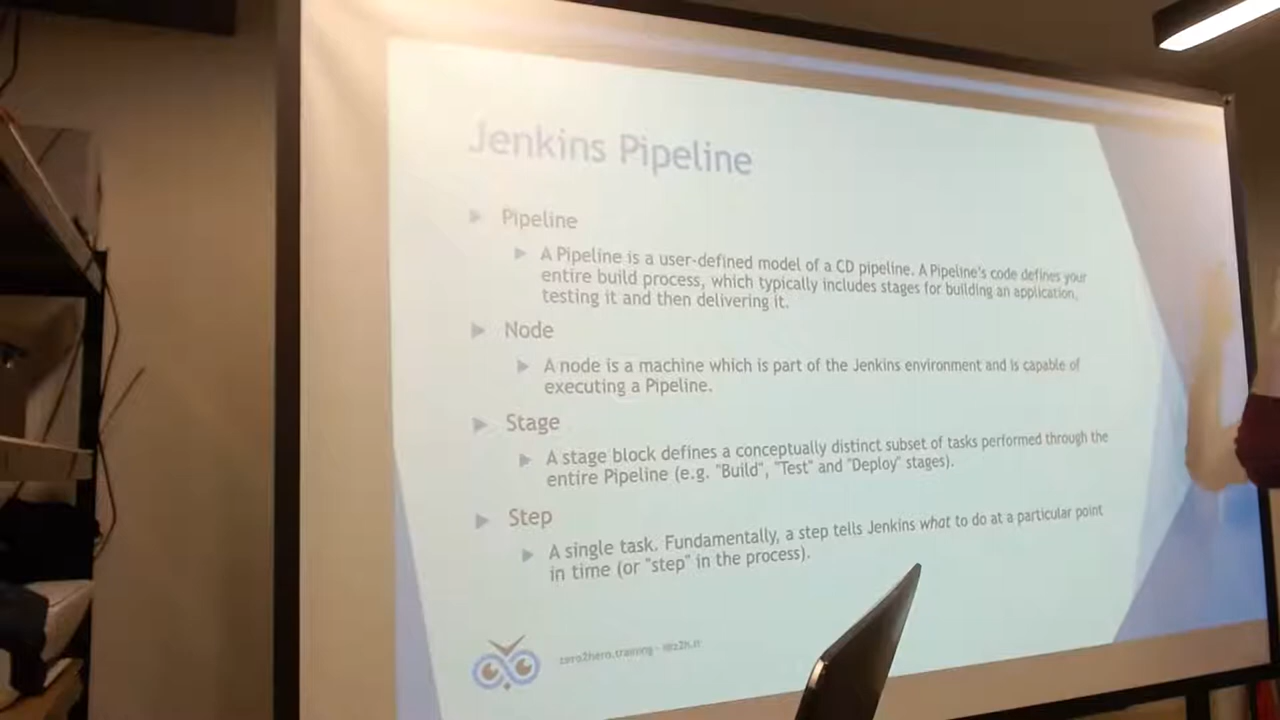 Jenkins Pipeline
Pipeline
A Pipeline is a user-defined model of a CD pipeline. A Pipeline's code defines your
entire build process, which typically includes stages for building an application,
testing it and then delivering it.
Node
A node is a machine which is part of the Jenkins environment and is capable of
executing a Pipeline.
Stage
A stage block defines a conceptually distinct subset of tasks performed through the
entire Pipeline (e.g. "Build", "Test" and "Deploy" stages).
Step
A single task. Fundamentally, a step tells Jenkins what to do at a particular point
in time (or "step" in the process).
zero2hero.training -